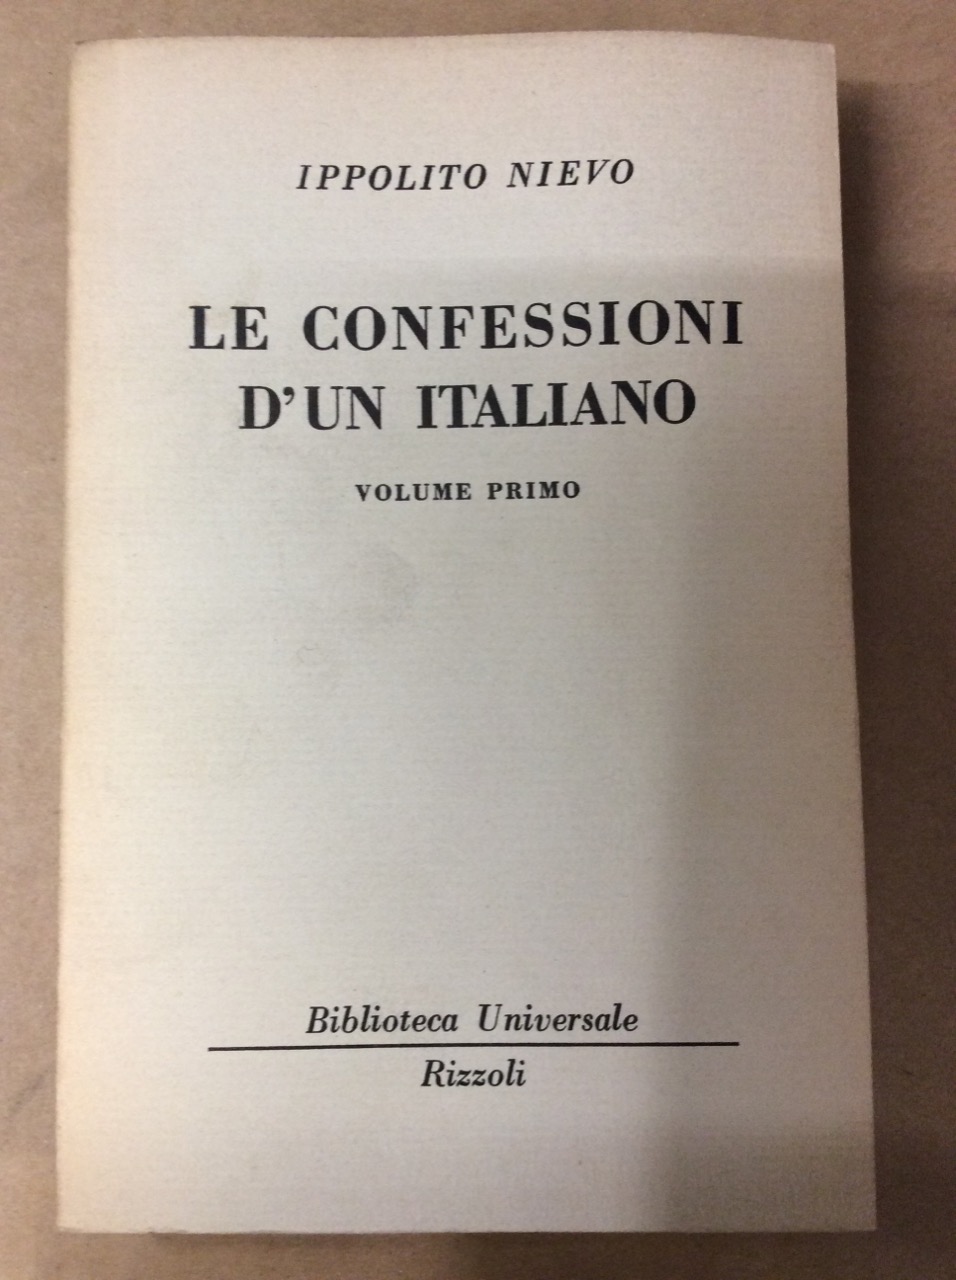 IPPOLITO NIEVO
LE CONFESSIONI
D'UN ITALIANO
VOLUME PRIMO
Biblioteca Universale
Rizzoli